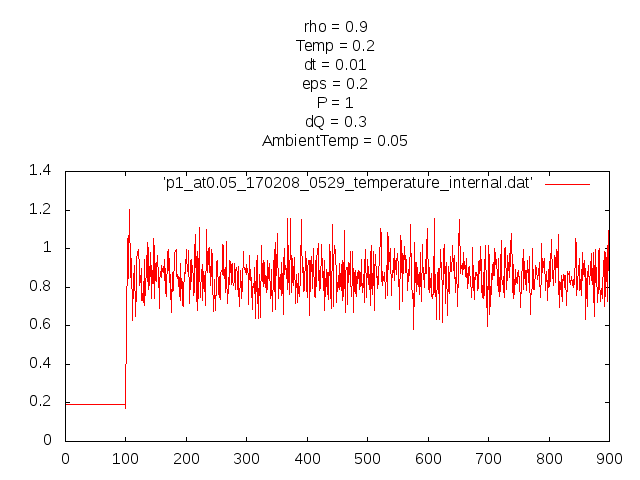 rho = 0.9
Temp = 0.2
dt = 0.01
eps = 0.2
P = 1
dQ = 0.3
AmbientTemp = 0.05
'p1_at0.05_170208_0529_temperature_internal.dat'
1.4
1.2
1
0.8
0.6
0.4
0.2
0
0 100 200 300 400 500 600 700 800 900